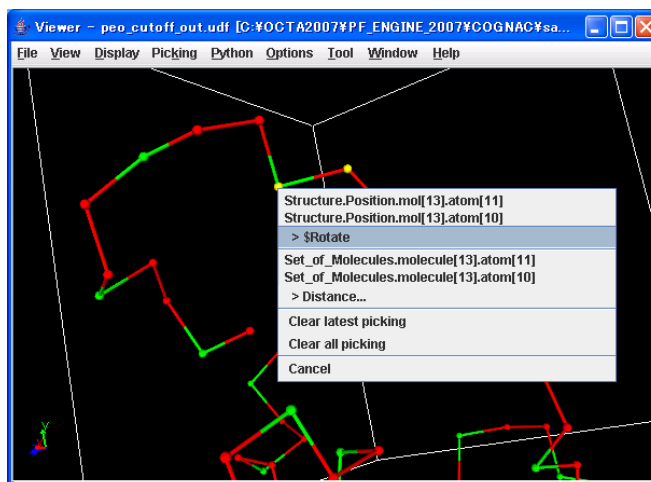 Viewer - peo_cutoff_out.udf [C:¥OCTA2007¥PF_ENGINE_2007¥COGNAC¥sa...
File View Display Picking Python Options Tool Window Help
Structure.Position.mol[13].atom[11]
Structure.Position.mol[13].atom[10]
> $Rotate
Set_of_Molecules.molecule[13].atom[11]
Set_of_Molecules.molecule[13].atom[10]
> Distance...
Clear latest picking
Clear all picking
Cancel
y